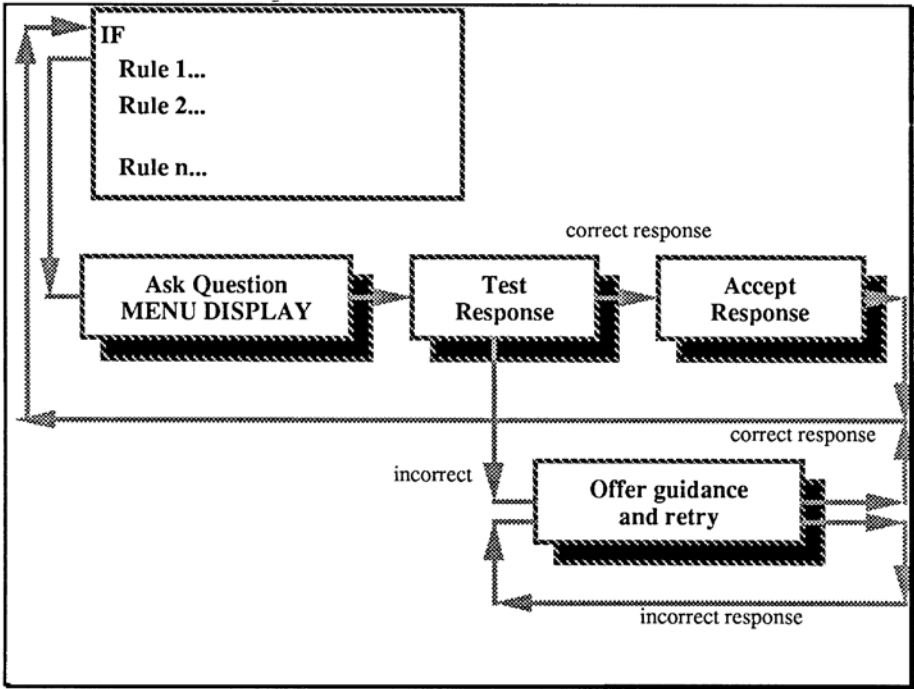 IF
Rule 1...
Rule 2...
Rule n...
correct response
Ask Question
MENU DISPLAY
Test
Response
Accept
Response
correct response
incorrect
Offer guidance
and retry
incorrect response